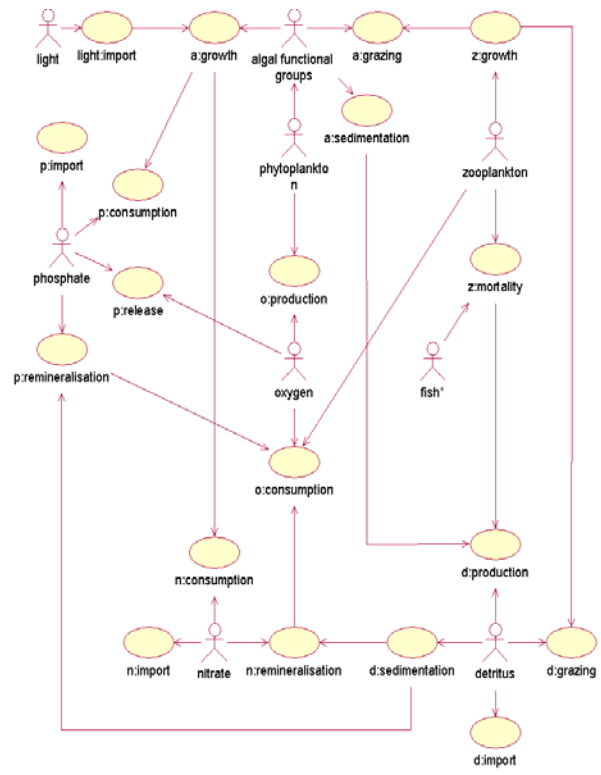 light
light:import
a:growth
algal functional
groups
a:grazing
z:growth
a:sedimentation
p:import
p:consumption
phytoplankto
n
zooplankton
phosphate
p:release
o:production
z:mortality
p:remineralisation
oxygen
fish*
o:consumption
n:consumption
d:production
n:import
nitrate
n:remineralisation
d:sedimentation
detritus
d:grazing
d:import